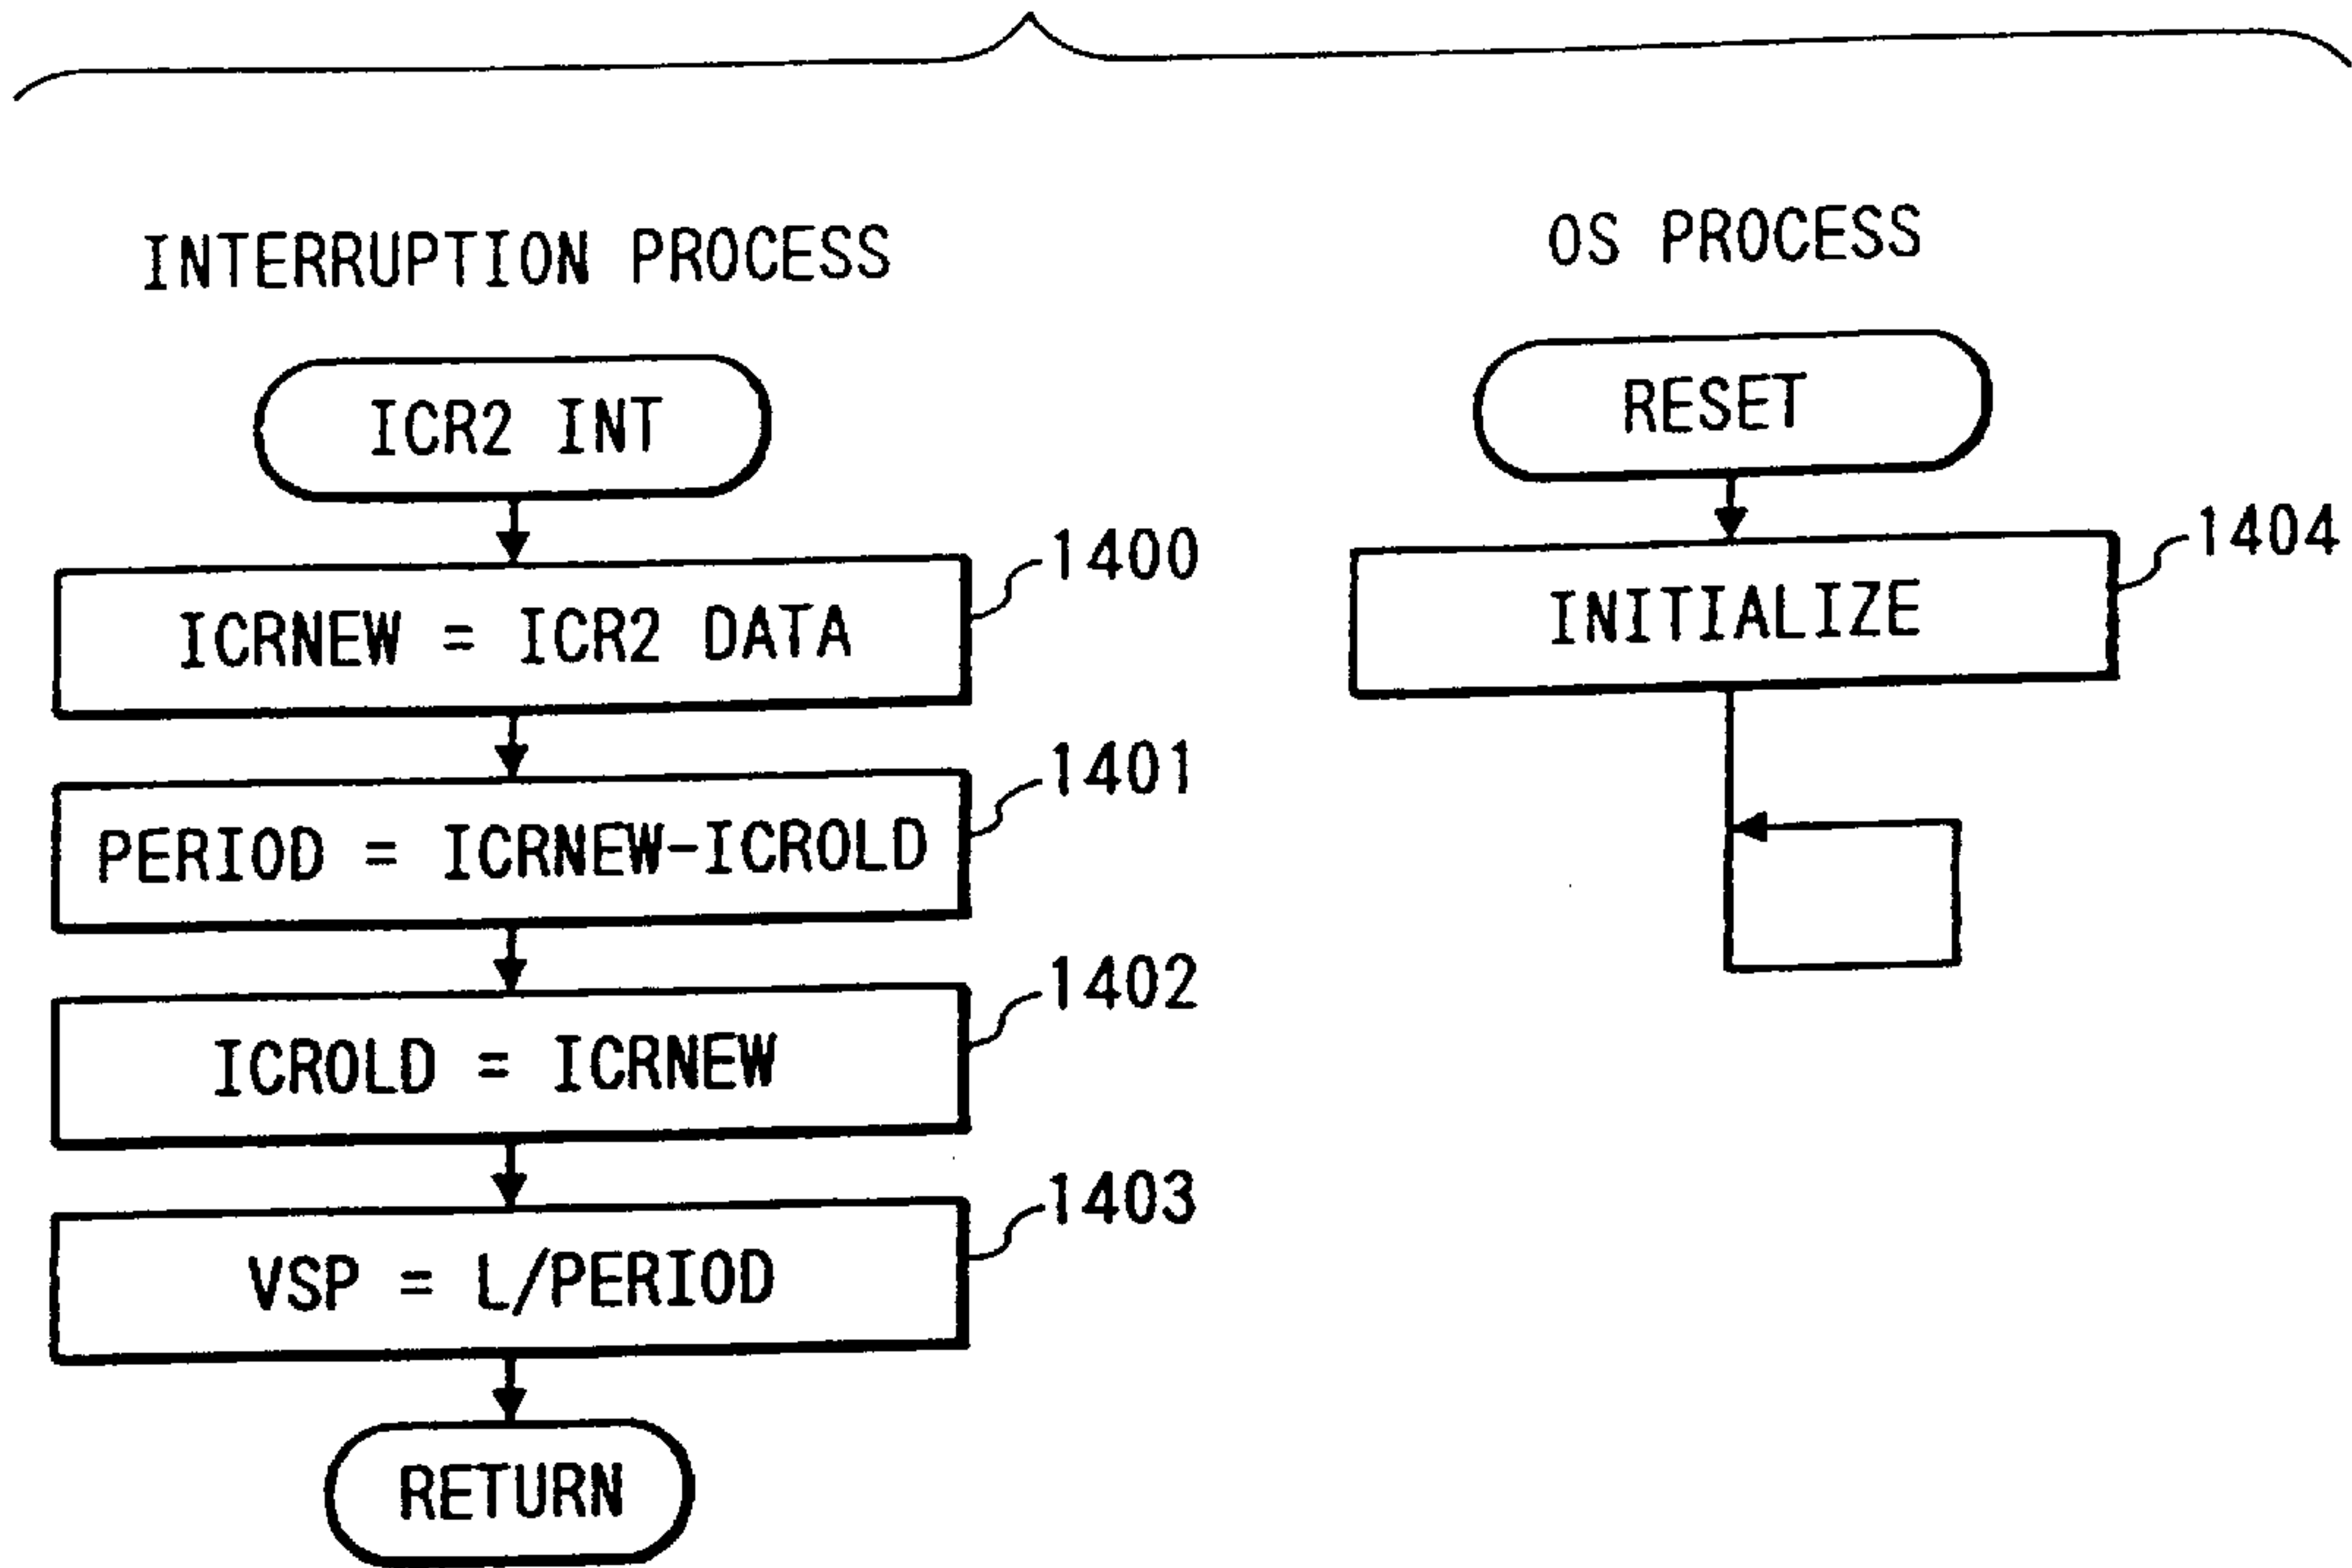 INTERRUPTION PROCESS
ICR2 INT
1400
ICRNEW = ICR2 DATA
1401
PERIOD = ICRNEW-ICROLD
1402
ICROLD = ICRNEW
1403
VSP = L/PERIOD
RETURN
OS PROCESS
RESET
1404
INITIALIZE